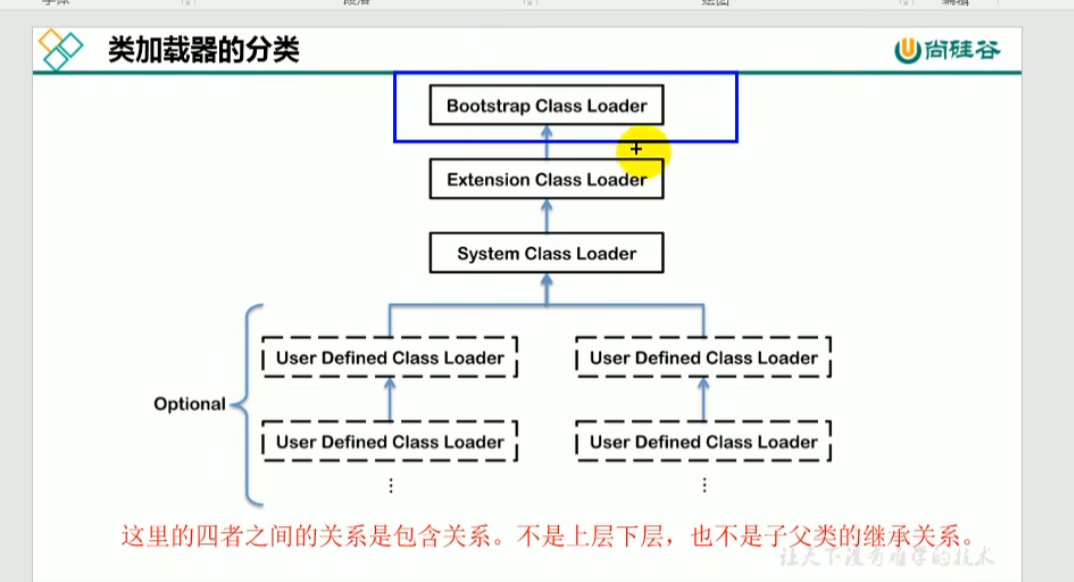 类加载器的分类
尚硅谷
Bootstrap Class Loader
Extension Class Loader
System Class Loader
User Defined Class Loader
User Defined Class Loader
Optional
User Defined Class Loader
User Defined Class Loader
这里的四者之间的关系是包含关系。不是上层下层，也不是子父类的继承关系。
让天下没有难学的技术